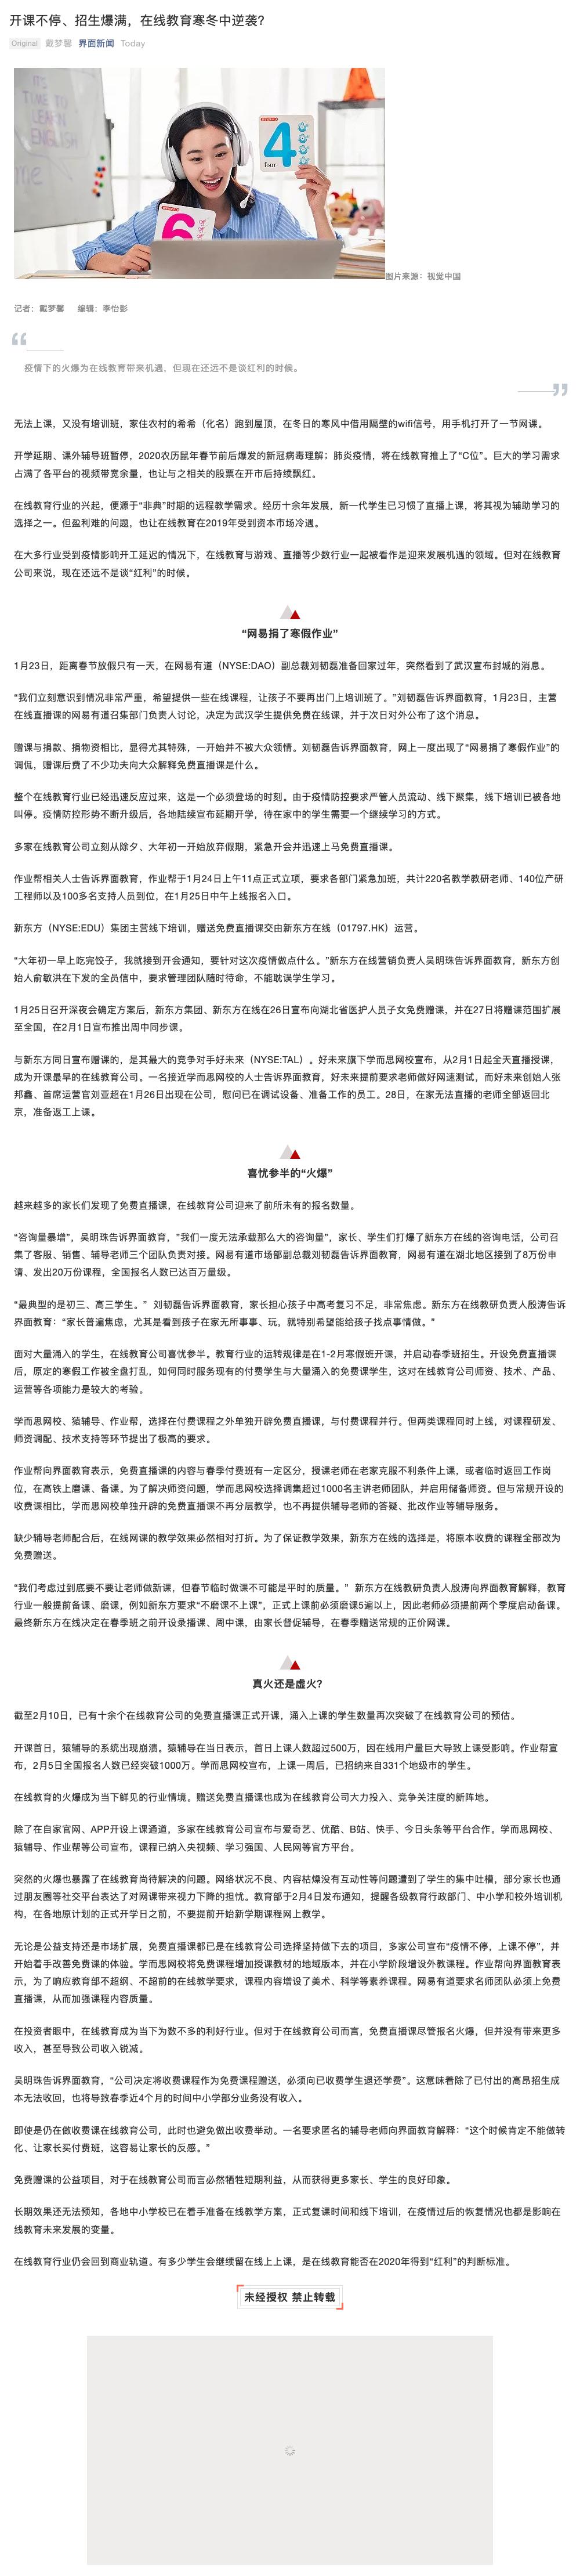 开课不停、招生爆满，在线教育寒冬中逆袭？
Original 戴梦馨 界面新闻 Today
IT'S
TIME TO
LEARN
ENGLISH
me
4
four
6
图片来源：视觉中国
记者：戴梦馨 编辑：李怡彭
“
疫情下的火爆为在线教育带来机遇，但现在还远不是谈红利的时候。
”
无法上课，又没有培训班，家住农村的希希（化名）跑到屋顶，在冬日的寒风中借用隔壁的wifi信号，用手机打开了一节网课。
开学延期、课外辅导班暂停，2020农历鼠年春节前后爆发的新冠病毒理解；肺炎疫情，将在线教育推上了“C位”。巨大的学习需求
占满了各平台的视频带宽余量，也让与之相关的股票在开市后持续飘红。
在线教育行业的兴起，便源于“非典”时期的远程教学需求。经历十余年发展，新一代学生已习惯了直播上课，将其视为辅助学习的
选择之一。但盈利难的问题，也让在线教育在2019年受到资本市场冷遇。
在大多行业受到疫情影响开工延迟的情况下，在线教育与游戏、直播等少数行业一起被看作是迎来发展机遇的领域。但对在线教育
公司来说，现在还远不是谈“红利”的时候。
“网易捐了寒假作业”
1月23日，距离春节放假只有一天，在网易有道（NYSE:DAO）副总裁刘韧磊准备回家过年，突然看到了武汉宣布封城的消息。
“我们立刻意识到情况非常严重，希望提供一些在线课程，让孩子不要再出门上培训班了。”刘韧磊告诉界面教育，1月23日，主营
在线直播课的网易有道召集部门负责人讨论，决定为武汉学生提供免费在线课，并于次日对外公布了这个消息。
赠课与捐款、捐物资相比，显得尤其特殊，一开始并不被大众领情。刘韧磊告诉界面教育，网上一度出现了“网易捐了寒假作业”的
调侃，赠课后费了不少功夫向大众解释免费直播课是什么。
整个在线教育行业已经迅速反应过来，这是一个必须登场的时刻。由于疫情防控要求严管人员流动、线下聚集，线下培训已被各地
叫停。疫情防控形势不断升级后，各地陆续宣布延期开学，待在家中的学生需要一个继续学习的方式。
多家在线教育公司立刻从除夕、大年初一开始放弃假期，紧急开会并迅速上马免费直播课。
作业帮相关人士告诉界面教育，作业帮于1月24日上午11点正式立项，要求各部门紧急加班，共计220名教学教研老师、140位产研
工程师以及100多名支持人员到位，在1月25日中午上线报名入口。
新东方（NYSE:EDU）集团主营线下培训，赠送免费直播课交由新东方在线（01797.HK）运营。
“大年初一早上吃完饺子，我就接到开会通知，要针对这次疫情做点什么。”新东方在线营销负责人吴明珠告诉界面教育，新东方创
始人俞敏洪在下发的全员信中，要求管理团队随时待命，不能耽误学生学习。
1月25日召开深夜会确定方案后，新东方集团、新东方在线在26日宣布向湖北省医护人员子女免费赠课，并在27日将赠课范围扩展
至全国，在2月1日宣布推出周中同步课。
与新东方同日宣布赠课的，是其最大的竞争对手好未来（NYSE:TAL）。好未来旗下学而思网校宣布，从2月1日起全天直播授课，
成为开课最早的在线教育公司。一名接近学而思网校的人士告诉界面教育，好未来提前要求老师做好网速测试，而好未来创始人张
邦鑫、首席运营官刘亚超在1月26日出现在公司，慰问已在调试设备、准备工作的员工。28日，在家无法直播的老师全部返回北
京，准备返工上课。
喜忧参半的“火爆”
越来越多的家长们发现了免费直播课，在线教育公司迎来了前所未有的报名数量。
“咨询量暴增”，吴明珠告诉界面教育，”我们一度无法承载那么大的咨询量”，家长、学生们打爆了新东方在线的咨询电话，公司召
集了客服、销售、辅导老师三个团队负责对接。网易有道市场部副总裁刘韧磊告诉界面教育，网易有道在湖北地区接到了8万份申
请、发出20万份课程，全国报名人数已达百万量级。
“最典型的是初三、高三学生。” 刘韧磊告诉界面教育，家长担心孩子中高考复习不足，非常焦虑。新东方在线教研负责人殷涛告诉
界面教育：“家长普遍焦虑，尤其是看到孩子在家无所事事、玩，就特别希望能给孩子找点事情做。”
面对大量涌入的学生，在线教育公司喜忧参半。教育行业的运转规律是在1-2月寒假班开课，并启动春季班招生。开设免费直播课
后，原定的寒假工作被全盘打乱，如何同时服务现有的付费学生与大量涌入的免费课学生，这对在线教育公司师资、技术、产品、
运营等各项能力是较大的考验。
学而思网校、猿辅导、作业帮，选择在付费课程之外单独开辟免费直播课，与付费课程并行。但两类课程同时上线，对课程研发、
师资调配、技术支持等环节提出了极高的要求。
作业帮向界面教育表示，免费直播课的内容与春季付费班有一定区分，授课老师在老家克服不利条件上课，或者临时返回工作岗
位，在高铁上磨课、备课。为了解决师资问题，学而思网校选择调集超过1000名主讲老师团队，并启用储备师资。但与常规开设的
收费课相比，学而思网校单独开辟的免费直播课不再分层教学，也不再提供辅导老师的答疑、批改作业等辅导服务。
缺少辅导老师配合后，在线网课的教学效果必然相对打折。为了保证教学效果，新东方在线的选择是，将原本收费的课程全部改为
免费赠送。
“我们考虑过到底要不要让老师做新课，但春节临时做课不可能是平时的质量。” 新东方在线教研负责人殷涛向界面教育解释，教育
行业一般提前备课、磨课，例如新东方要求“不磨课不上课”，正式上课前必须磨课5遍以上，因此老师必须提前两个季度启动备课。
最终新东方在线决定在春季班之前开设录播课、周中课，由家长督促辅导，在春季赠送常规的正价网课。
真火还是虚火？
截至2月10日，已有十余个在线教育公司的免费直播课正式开课，涌入上课的学生数量再次突破了在线教育公司的预估。
开课首日，猿辅导的系统出现崩溃。猿辅导在当日表示，首日上课人数超过500万，因在线用户量巨大导致上课受影响。作业帮宣
布，2月5日全国报名人数已经突破1000万。学而思网校宣布，上课一周后，已招纳来自331个地级市的学生。
在线教育的火爆成为当下鲜见的行业情境。赠送免费直播课也成为在线教育公司大力投入、竞争关注度的新阵地。
除了在自家官网、APP开设上课通道，多家在线教育公司宣布与爱奇艺、优酷、B站、快手、今日头条等平台合作。学而思网校、
猿辅导、作业帮等公司宣布，课程已纳入央视频、学习强国、人民网等官方平台。
突然的火爆也暴露了在线教育尚待解决的问题。网络状况不良、内容枯燥没有互动性等问题遭到了学生的集中吐槽，部分家长也通
过朋友圈等社交平台表达了对网课带来视力下降的担忧。教育部于2月4日发布通知，提醒各级教育行政部门、中小学和校外培训机
构，在各地原计划的正式开学日之前，不要提前开始新学期课程网上教学。
无论是公益支持还是市场扩展，免费直播课都已是在线教育公司选择坚持做下去的项目，多家公司宣布“疫情不停，上课不停”，并
开始着手改善免费课的体验。学而思网校将免费课程增加授课教材的地域版本，并在小学阶段增设外教课程。作业帮向界面教育表
示，为了响应教育部不超纲、不超前的在线教学要求，课程内容增设了美术、科学等素养课程。网易有道要求名师团队必须上免费
直播课，从而加强课程内容质量。
在投资者眼中，在线教育成为当下为数不多的利好行业。但对于在线教育公司而言，免费直播课尽管报名火爆，但并没有带来更多
收入，甚至导致公司收入锐减。
吴明珠告诉界面教育，“公司决定将收费课程作为免费课程赠送，必须向已收费学生退还学费”。这意味着除了已付出的高昂招生成
本无法收回，也将导致春季近4个月的时间中小学部分业务没有收入。
即使是仍在做收费课在线教育公司，此时也避免做出收费举动。一名要求匿名的辅导老师向界面教育解释：“这个时候肯定不能做转
化、让家长买付费班，这容易让家长的反感。”
免费赠课的公益项目，对于在线教育公司而言必然牺牲短期利益，从而获得更多家长、学生的良好印象。
长期效果还无法预知，各地中小学校已在着手准备在线教学方案，正式复课时间和线下培训，在疫情过后的恢复情况也都是影响在
线教育未来发展的变量。
在线教育行业仍会回到商业轨道。有多少学生会继续留在线上上课，是在线教育能否在2020年得到“红利”的判断标准。
未经授权 禁止转载